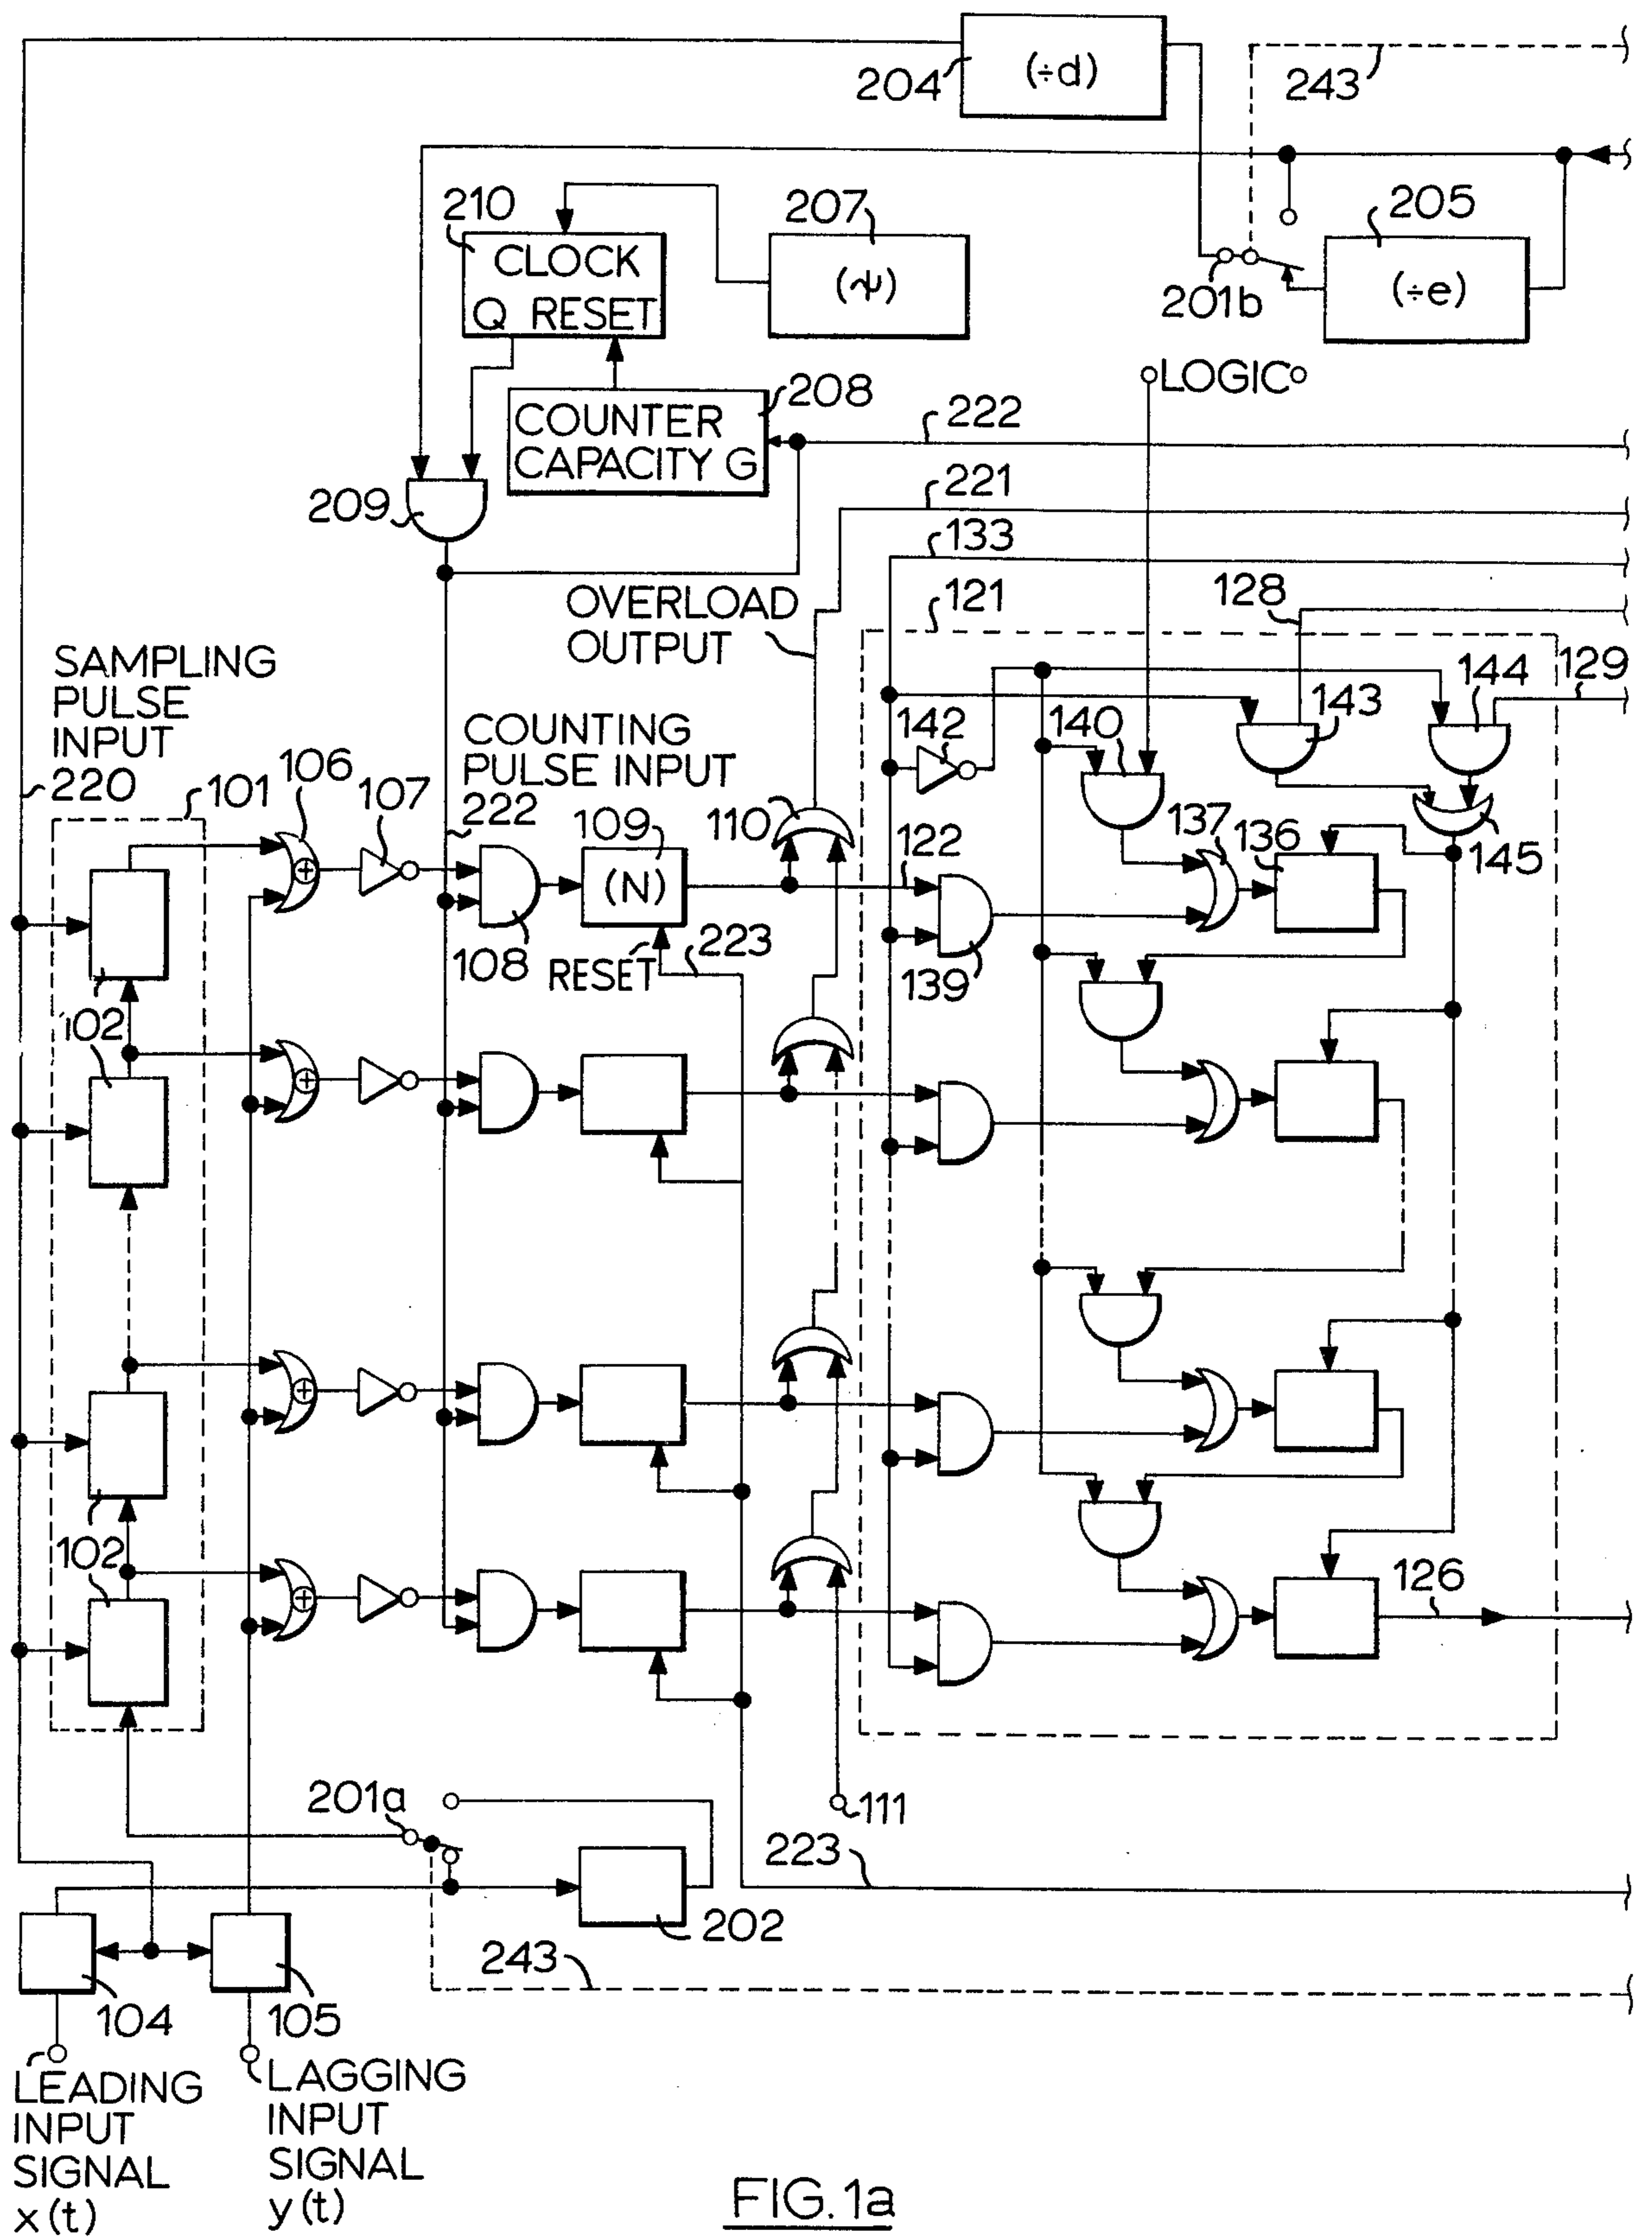 204
(÷d)
243
210
CLOCK
Q RESET
207
(ψ)
205
(÷e)
201b
LOGIC
208
COUNTER
CAPACITY G
222
209
221
133
OVERLOAD
OUTPUT
121
128
129
SAMPLING
PULSE
INPUT
220
101
106
107
COUNTING
PULSE INPUT
222
109
(N)
110
142
140
143
144
122
137
136
145
108
RESET
223
139
102
102
102
102
126
201a
111
223
202
243
104
105
LEADING
INPUT
SIGNAL
x(t)
LAGGING
INPUT
SIGNAL
y(t)
FIG.1a